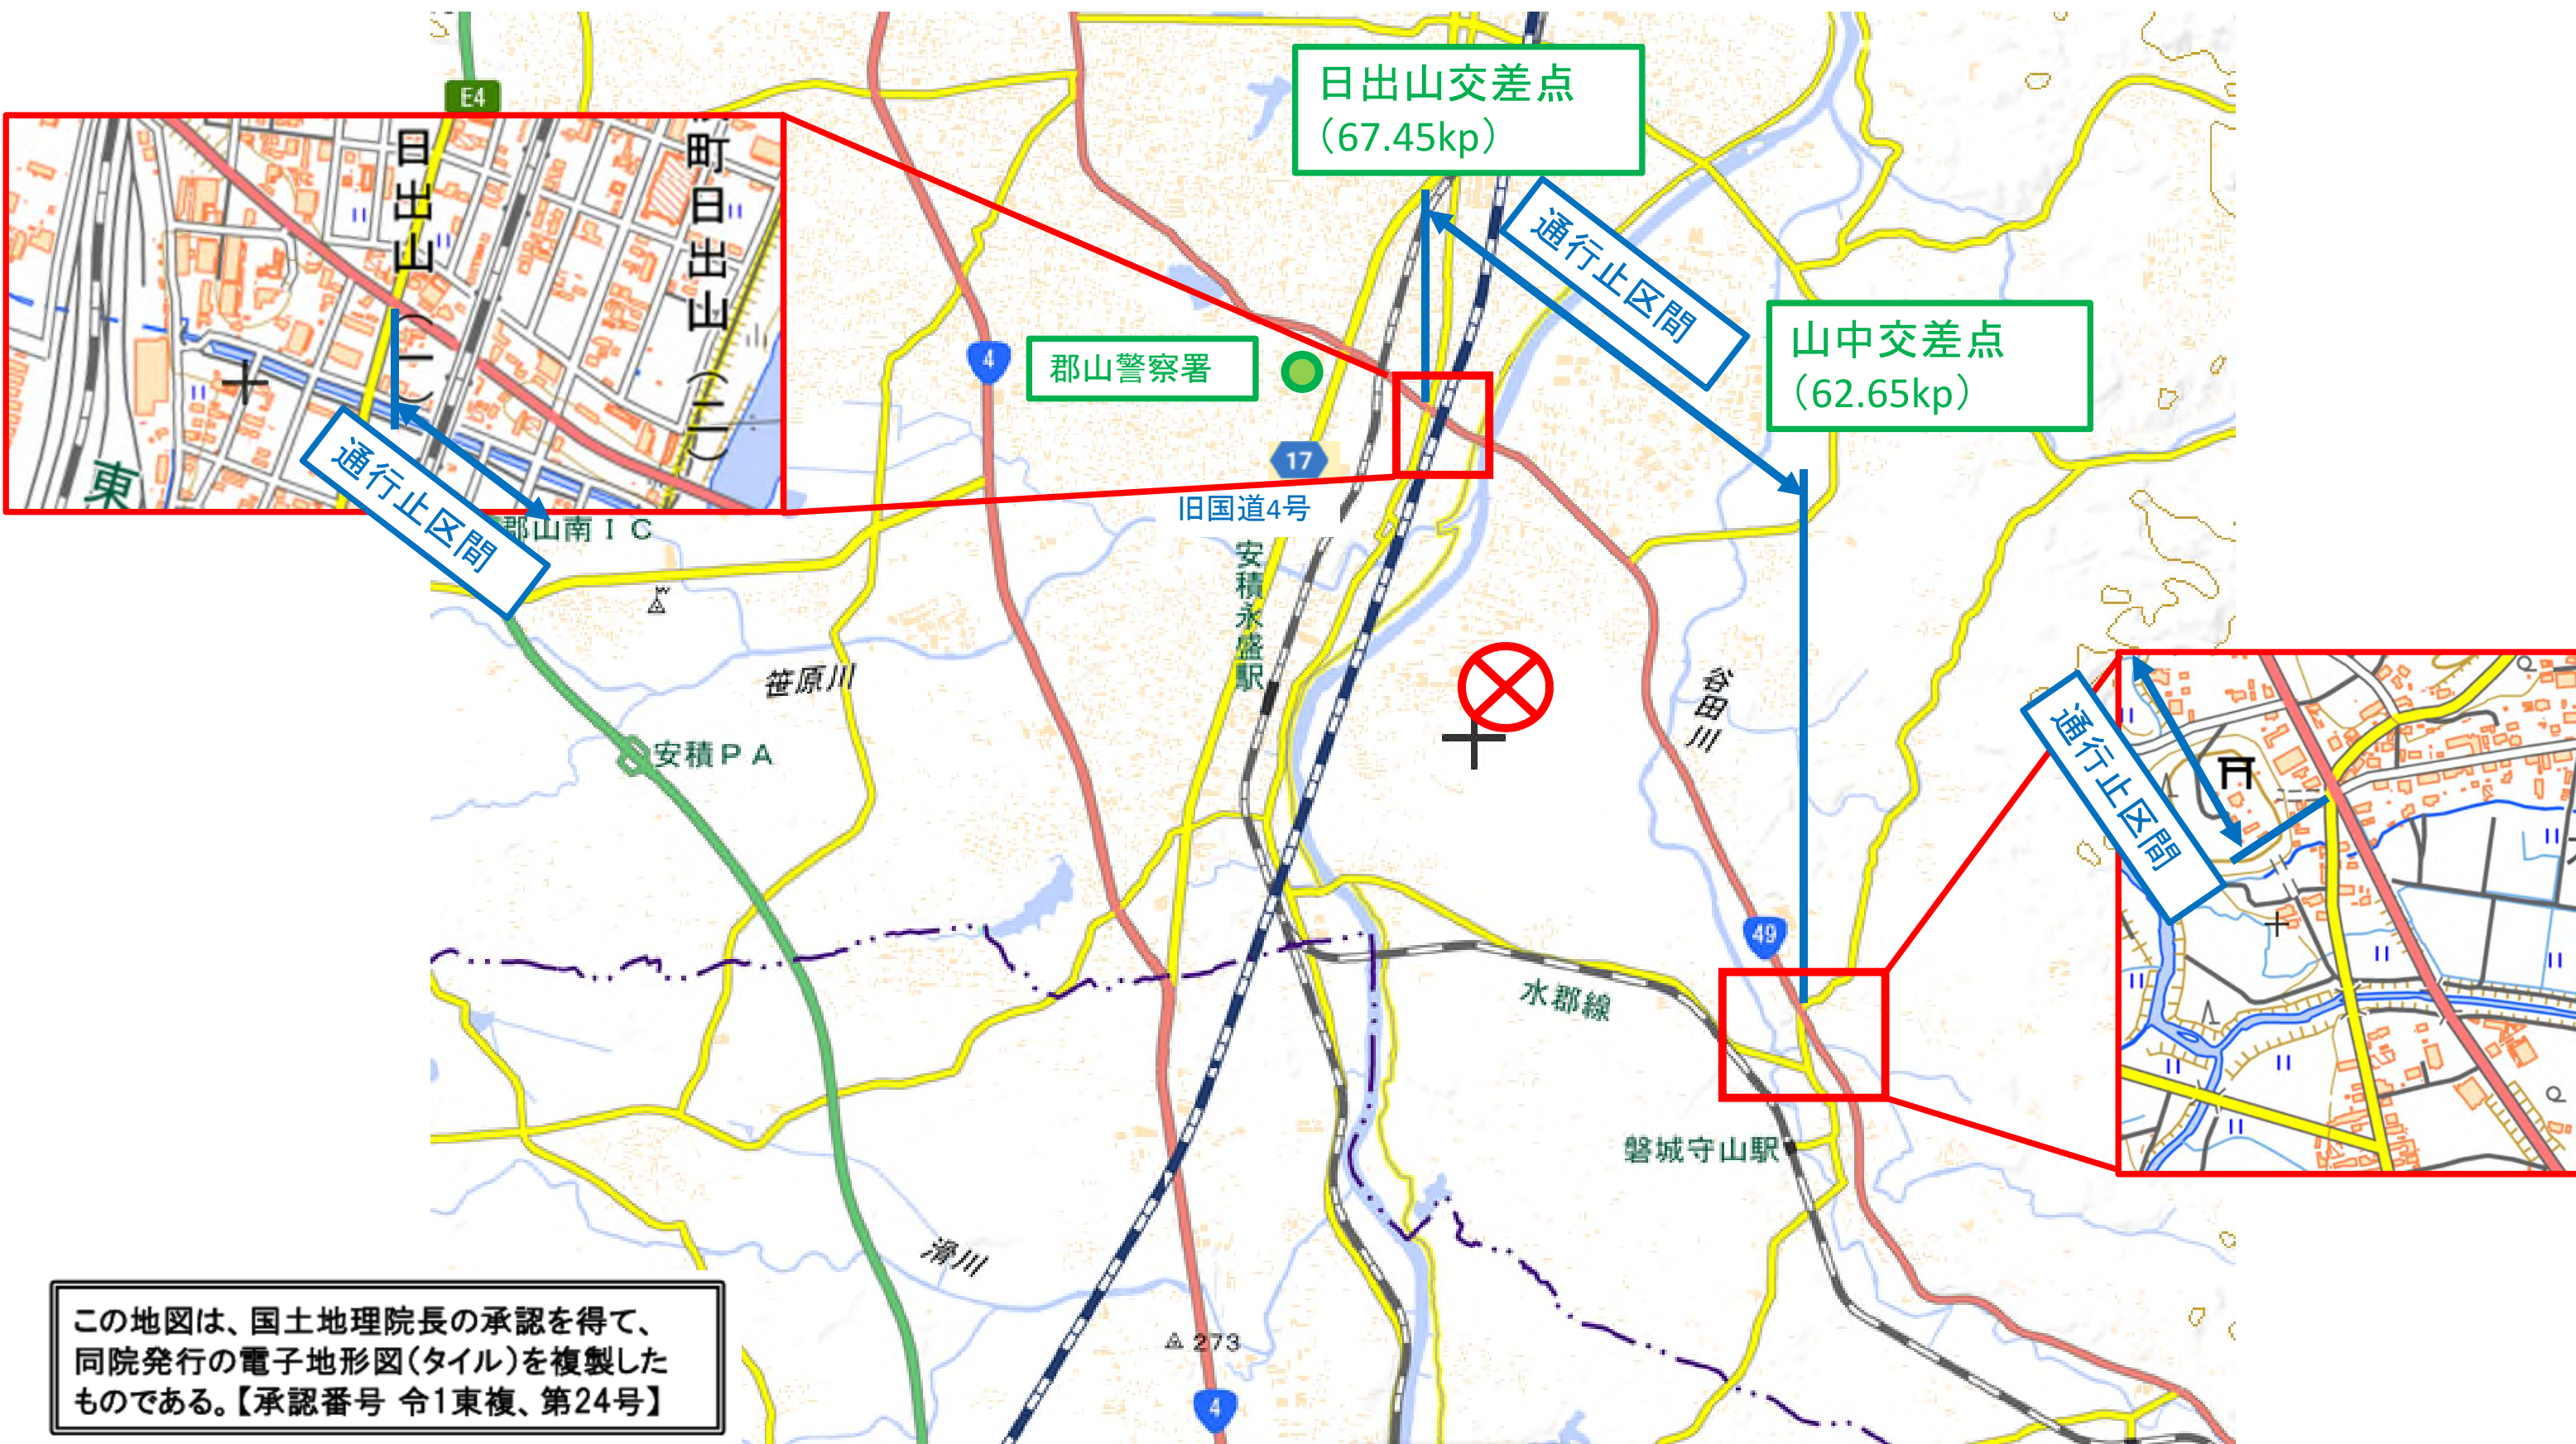 E4
日出山交差点
（67.45kp）
日出山（一）
町日出山（二）
東
通行止区間
通行止区間
山中交差点
（62.65kp）
4
郡山警察署
17
旧国道4号
郡山南ＩＣ
安積永盛駅
笹原川
谷田川
安積ＰＡ
通行止区間
49
水郡線
磐城守山駅
滑川
273
4
この地図は、国土地理院長の承認を得て、
同院発行の電子地形図（タイル）を複製した
ものである。【承認番号 令1東複、第24号】